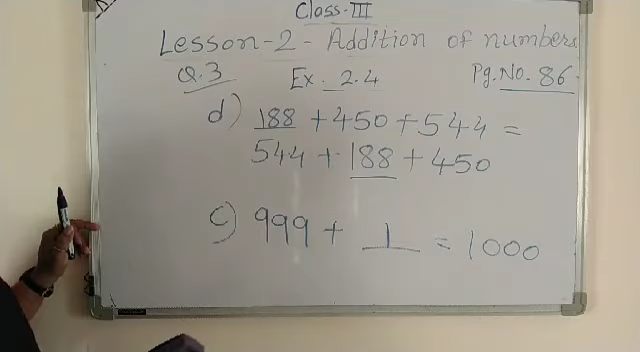 Class-III
Lesson-2 - Addition of numbers
Q.3 Ex. 2.4 Pg.No. 86
d) 188 + 450 + 544 =
544 + 188 + 450
c) 999 + 1 = 1000